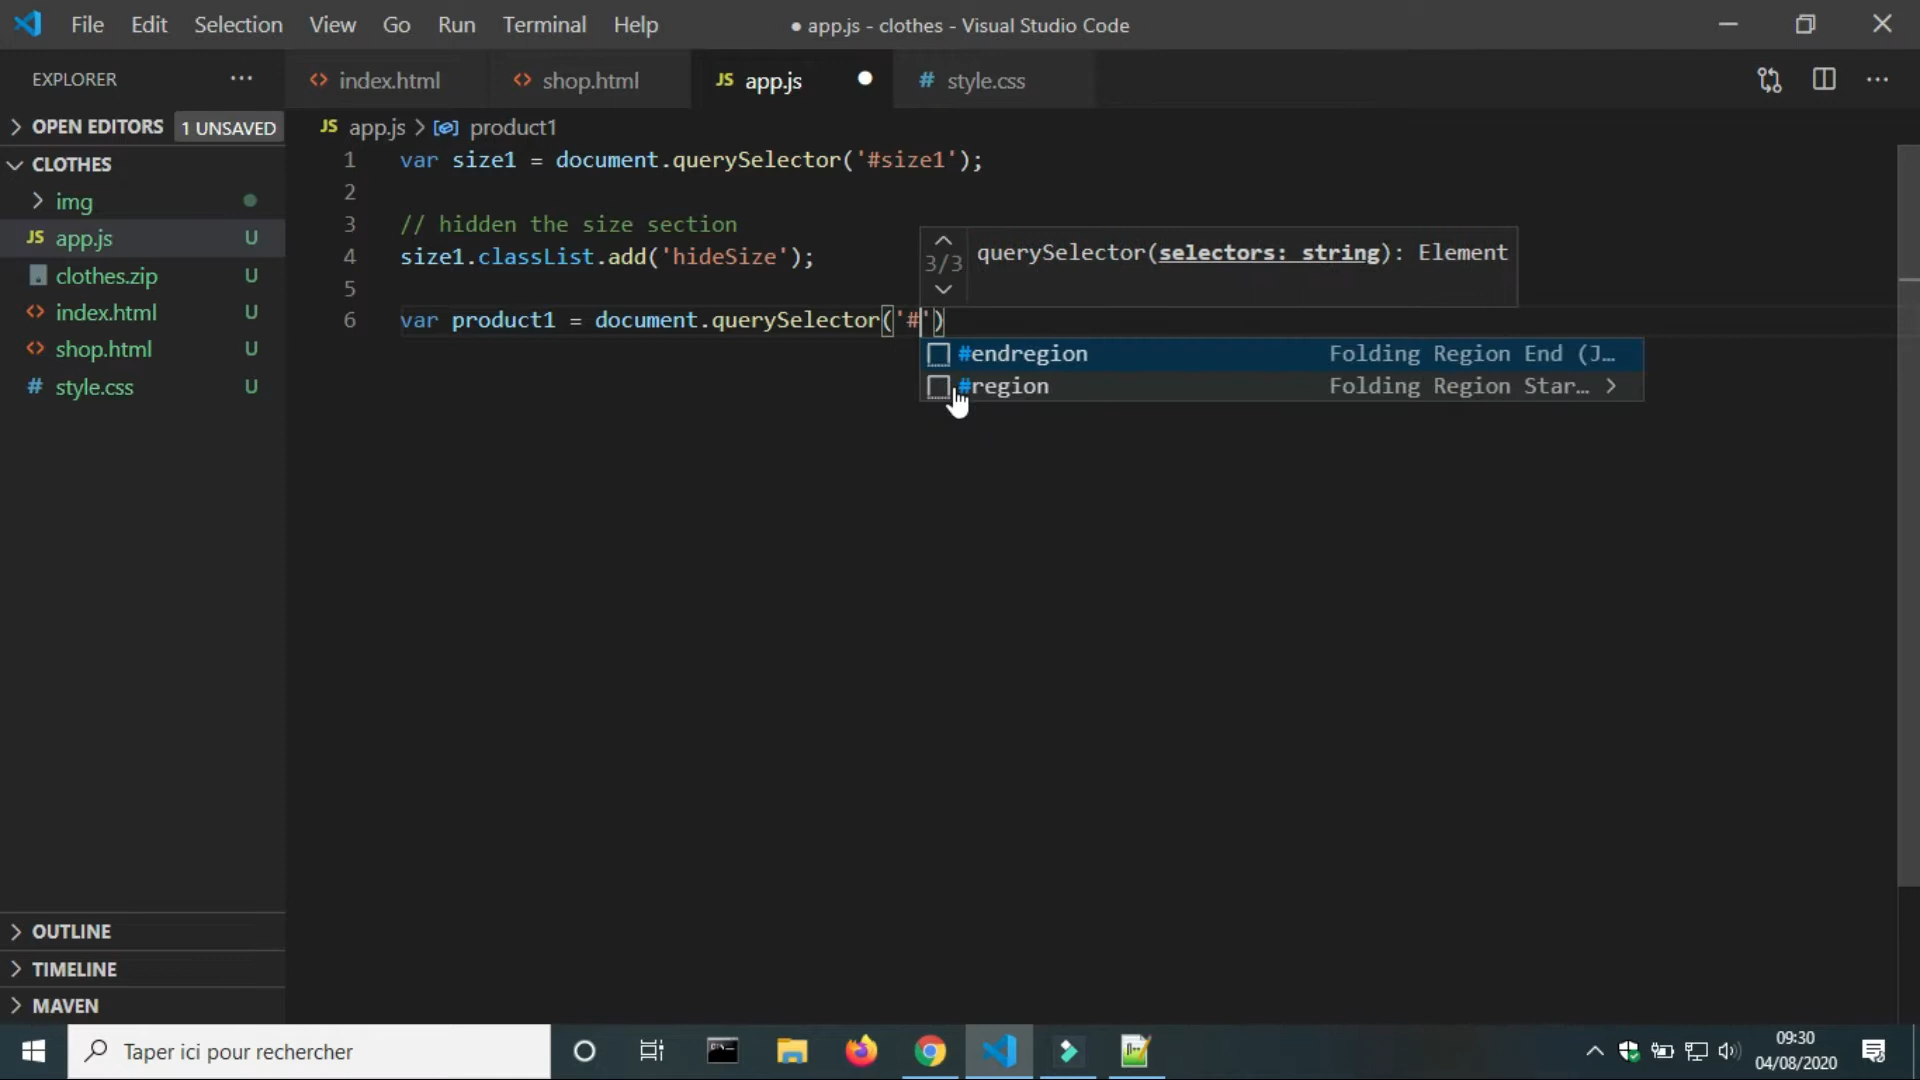 File Edit Selection View Go Run Terminal Help
● app.js - clothes - Visual Studio Code
EXPLORER ···
<> index.html
<> shop.html
JS app.js ●
# style.css
OPEN EDITORS 1 UNSAVED
JS app.js > product1
CLOTHES
img
JS app.js U
clothes.zip U
<> index.html U
<> shop.html U
# style.css U
1 var size1 = document.querySelector('#size1');
2
3 // hidden the size section
4 size1.classList.add('hideSize');
5
6 var product1 = document.querySelector('#')
3/3 querySelector(selectors: string): Element
#endregion Folding Region End (J…
#region Folding Region Star… >
OUTLINE
TIMELINE
MAVEN
Taper ici pour rechercher
09:30
04/08/2020